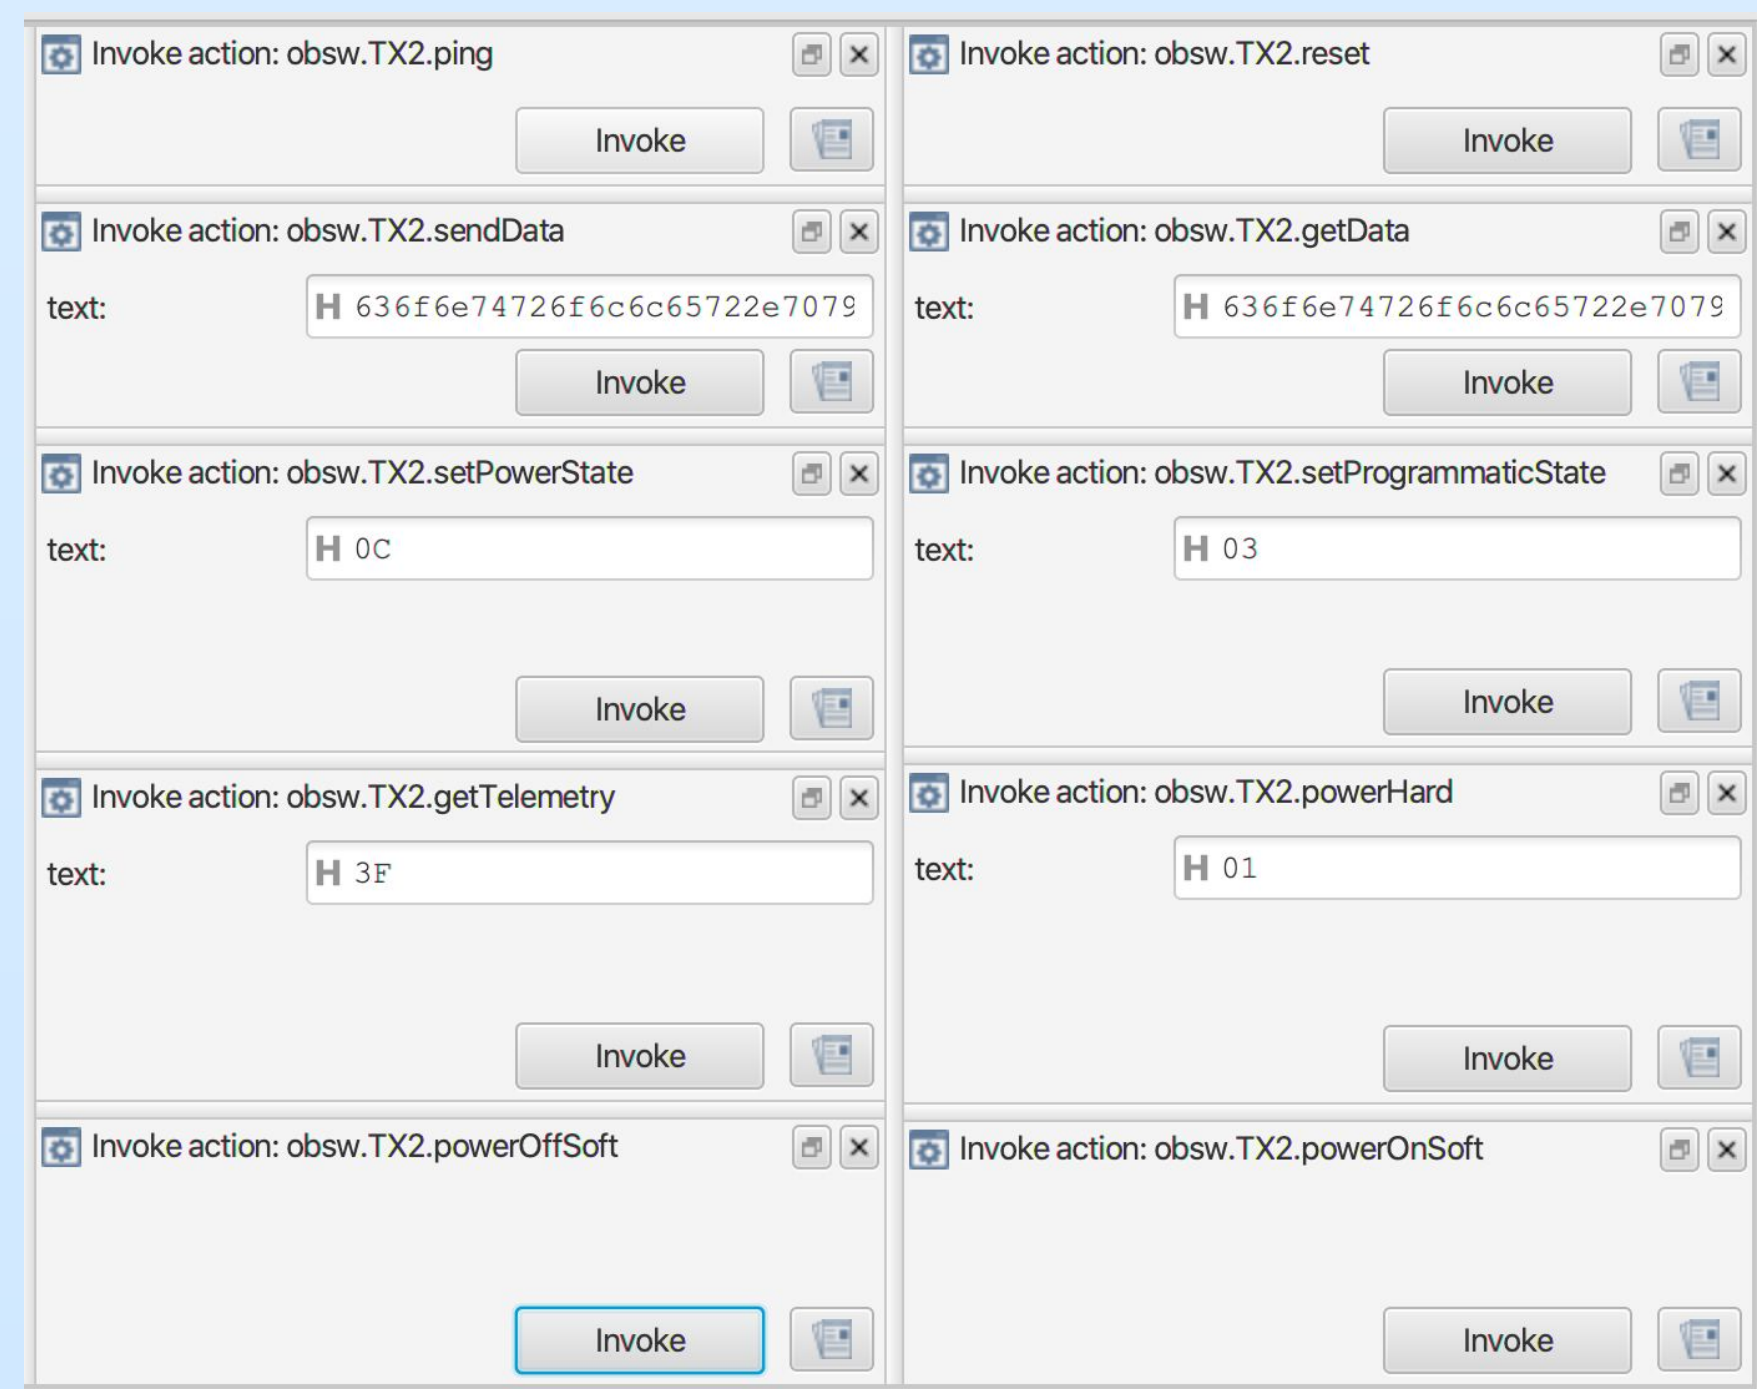 Invoke action: obsw.TX2.ping
Invoke
Invoke action: obsw.TX2.reset
Invoke
Invoke action: obsw.TX2.sendData
text: H 636f6e74726f6c6c65722e7079
Invoke
Invoke action: obsw.TX2.getData
text: H 636f6e74726f6c6c65722e7079
Invoke
Invoke action: obsw.TX2.setPowerState
text: H 0C
Invoke
Invoke action: obsw.TX2.setProgrammaticState
text: H 03
Invoke
Invoke action: obsw.TX2.getTelemetry
text: H 3F
Invoke
Invoke action: obsw.TX2.powerHard
text: H 01
Invoke
Invoke action: obsw.TX2.powerOffSoft
Invoke
Invoke action: obsw.TX2.powerOnSoft
Invoke